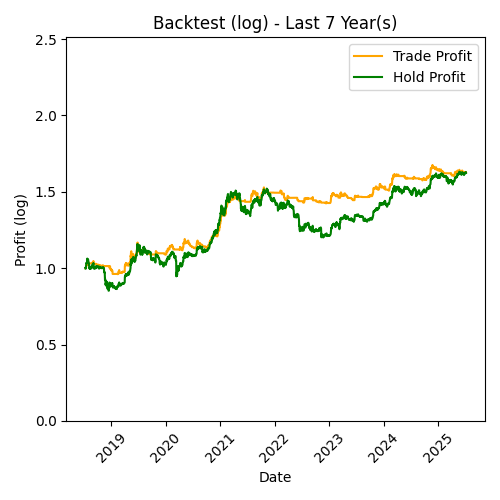 Backtest (log) - Last 7 Year(s)
Trade Profit
Hold Profit
Profit (log)
2.5
2.0
1.5
1.0
0.5
0.0
2019
2020
2021
2022
2023
2024
2025
Date